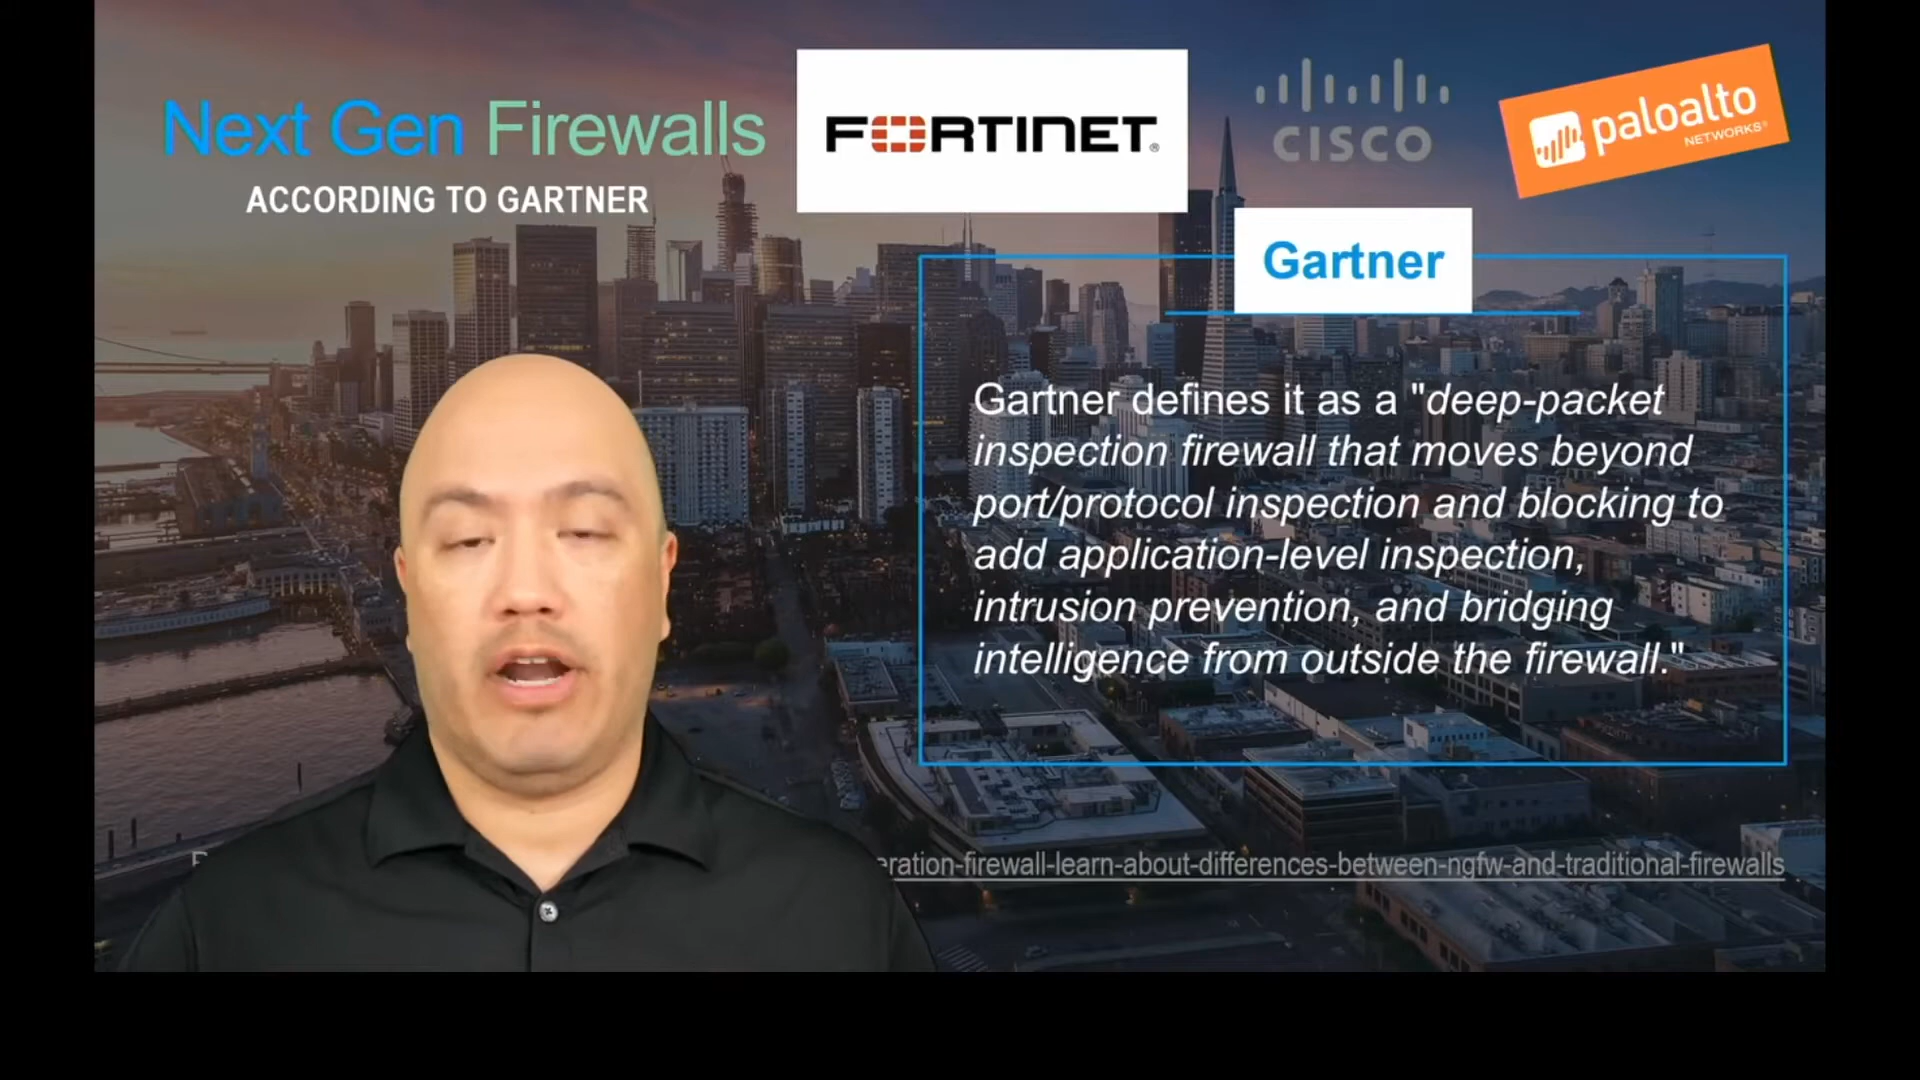 Next Gen Firewalls
ACCORDING TO GARTNER
FORTINET®
CISCO
paloalto
NETWORKS®
Gartner
Gartner defines it as a "deep-packet
inspection firewall that moves beyond
port/protocol inspection and blocking to
add application-level inspection,
intrusion prevention, and bridging
intelligence from outside the firewall."
eration-firewall-learn-about-differences-between-ngfw-and-traditional-firewalls